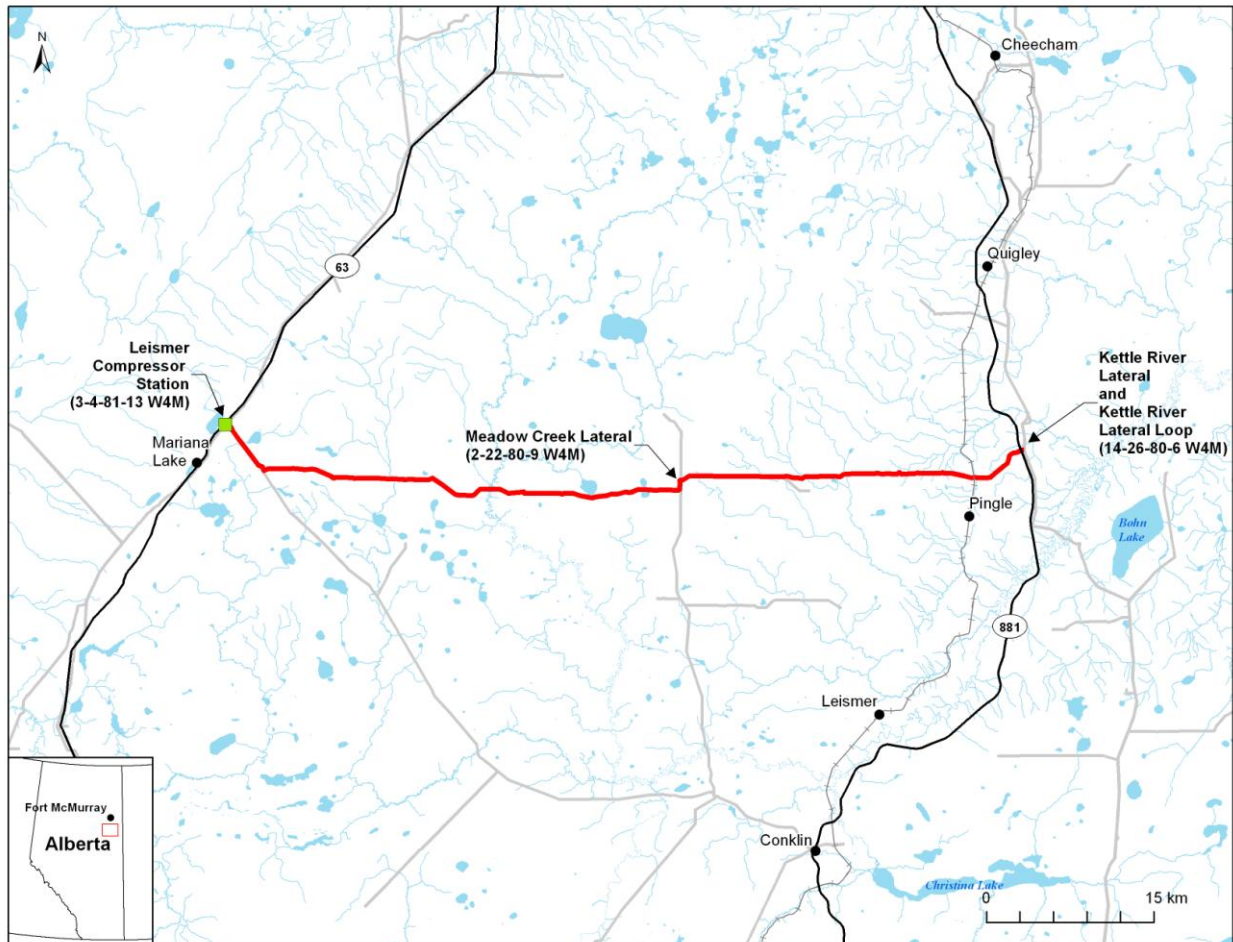 N
Cheecham
63
Quigley
Leismer
Compressor
Station
(3-4-81-13 W4M)
Kettle River
Lateral
and
Kettle River
Lateral Loop
(14-26-80-6 W4M)
Meadow Creek Lateral
(2-22-80-9 W4M)
Mariana
Lake
Pingle
Bohn
Lake
881
Leismer
Fort McMurray
Alberta
Conklin
Christina Lake
0
15 km